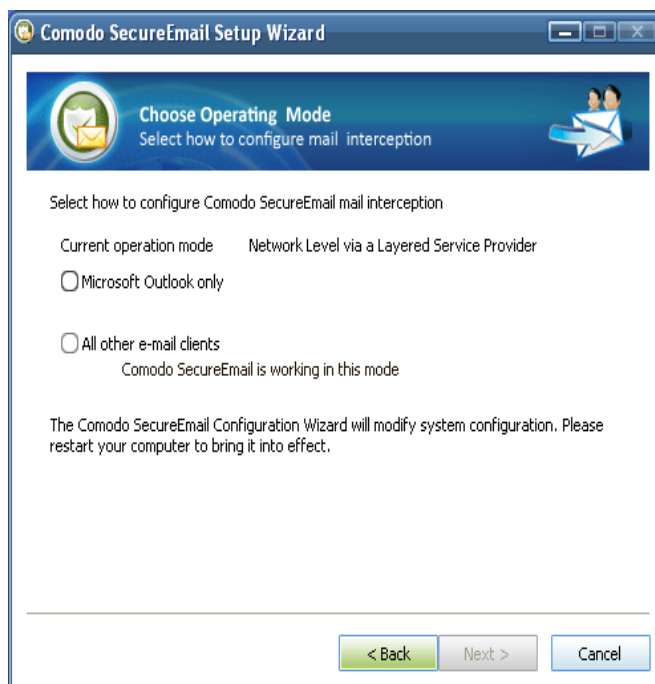 Comodo SecureEmail Setup Wizard
Choose Operating Mode
Select how to configure mail interception
Select how to configure Comodo SecureEmail mail interception
Current operation mode Network Level via a Layered Service Provider
Microsoft Outlook only
All other e-mail clients
Comodo SecureEmail is working in this mode
The Comodo SecureEmail Configuration Wizard will modify system configuration. Please
restart your computer to bring it into effect.
< Back Next > Cancel